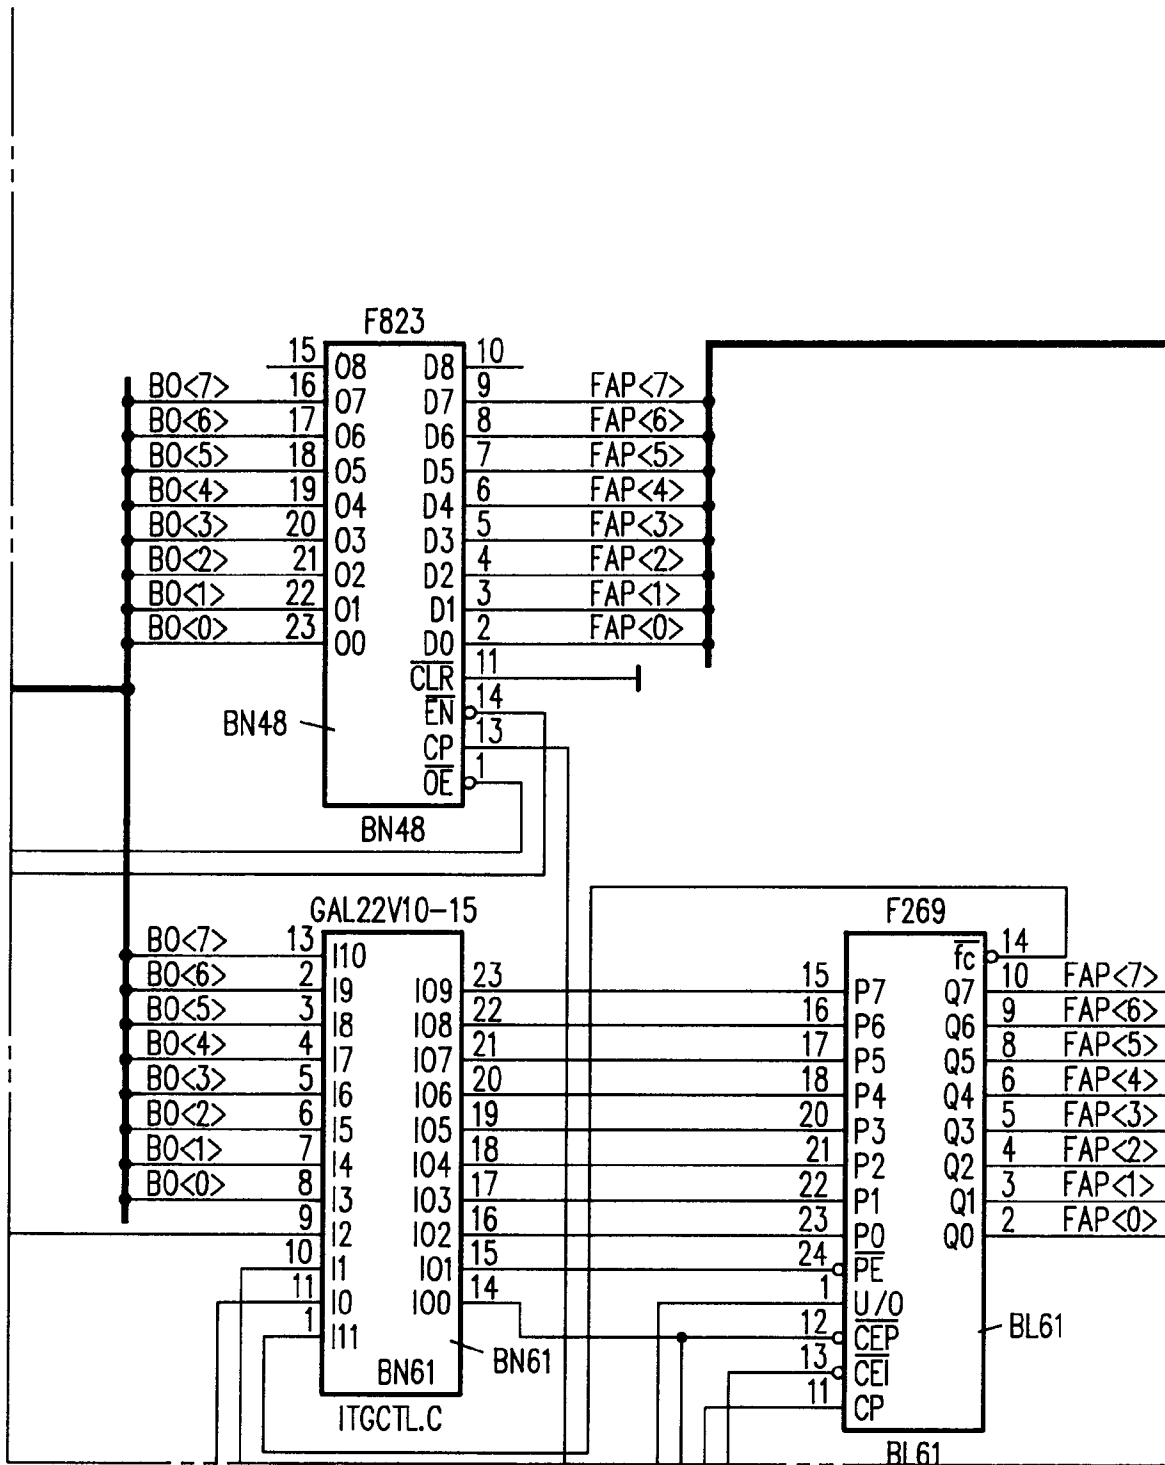 F823
15 O8 D8 10
BO<7> 16 O7 D7 9 FAP<7>
BO<6> 17 O6 D6 8 FAP<6>
BO<5> 18 O5 D5 7 FAP<5>
BO<4> 19 O4 D4 6 FAP<4>
BO<3> 20 O3 D3 5 FAP<3>
BO<2> 21 O2 D2 4 FAP<2>
BO<1> 22 O1 D1 3 FAP<1>
BO<0> 23 O0 D0 2 FAP<0>
CLR 11
EN 14
BN48
CP 13
OE 1
BN48
GAL22V10-15
F269
BO<7> 13 I10
fc 14
BO<6> 2 I9 IO9 23 15 P7 Q7 10 FAP<7>
BO<5> 3 I8 IO8 22 16 P6 Q6 9 FAP<6>
BO<4> 4 I7 IO7 21 17 P5 Q5 8 FAP<5>
BO<3> 5 I6 IO6 20 18 P4 Q4 6 FAP<4>
BO<2> 6 I5 IO5 19 20 P3 Q3 5 FAP<3>
BO<1> 7 I4 IO4 18 21 P2 Q2 4 FAP<2>
BO<0> 8 I3 IO3 17 22 P1 Q1 3 FAP<1>
9 I2 IO2 16 23 P0 Q0 2 FAP<0>
10 I1 IO1 15 24 PE
11 I0 IO0 14 1 U/O
1 I11 12 CEP
BL61
BN61 BN61 13 CEI
11 CP
ITGCTL.C
BL61